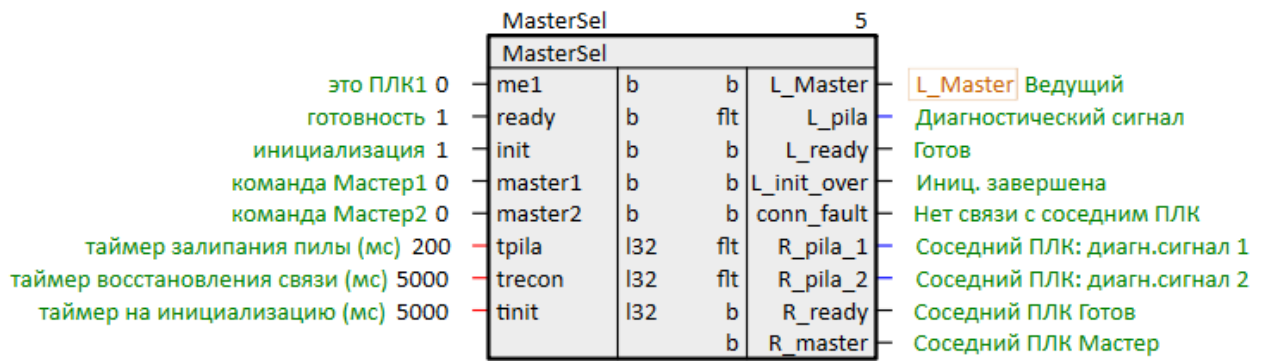 MasterSel 5
MasterSel
это ПЛК1 0 me1 b b L_Master L_Master Ведущий
готовность 1 ready b flt L_pila Диагностический сигнал
инициализация 1 init b b L_ready Готов
команда Мастер1 0 master1 b b L_init_over Иниц. завершена
команда Мастер2 0 master2 b b conn_fault Нет связи с соседним ПЛК
таймер залипания пилы (мс) 200 tpila l32 flt R_pila_1 Соседний ПЛК: диагн.сигнал 1
таймер восстановления связи (мс) 5000 trecon l32 flt R_pila_2 Соседний ПЛК: диагн.сигнал 2
таймер на инициализацию (мс) 5000 tinit l32 b R_ready Соседний ПЛК Готов
b R_master Соседний ПЛК Мастер